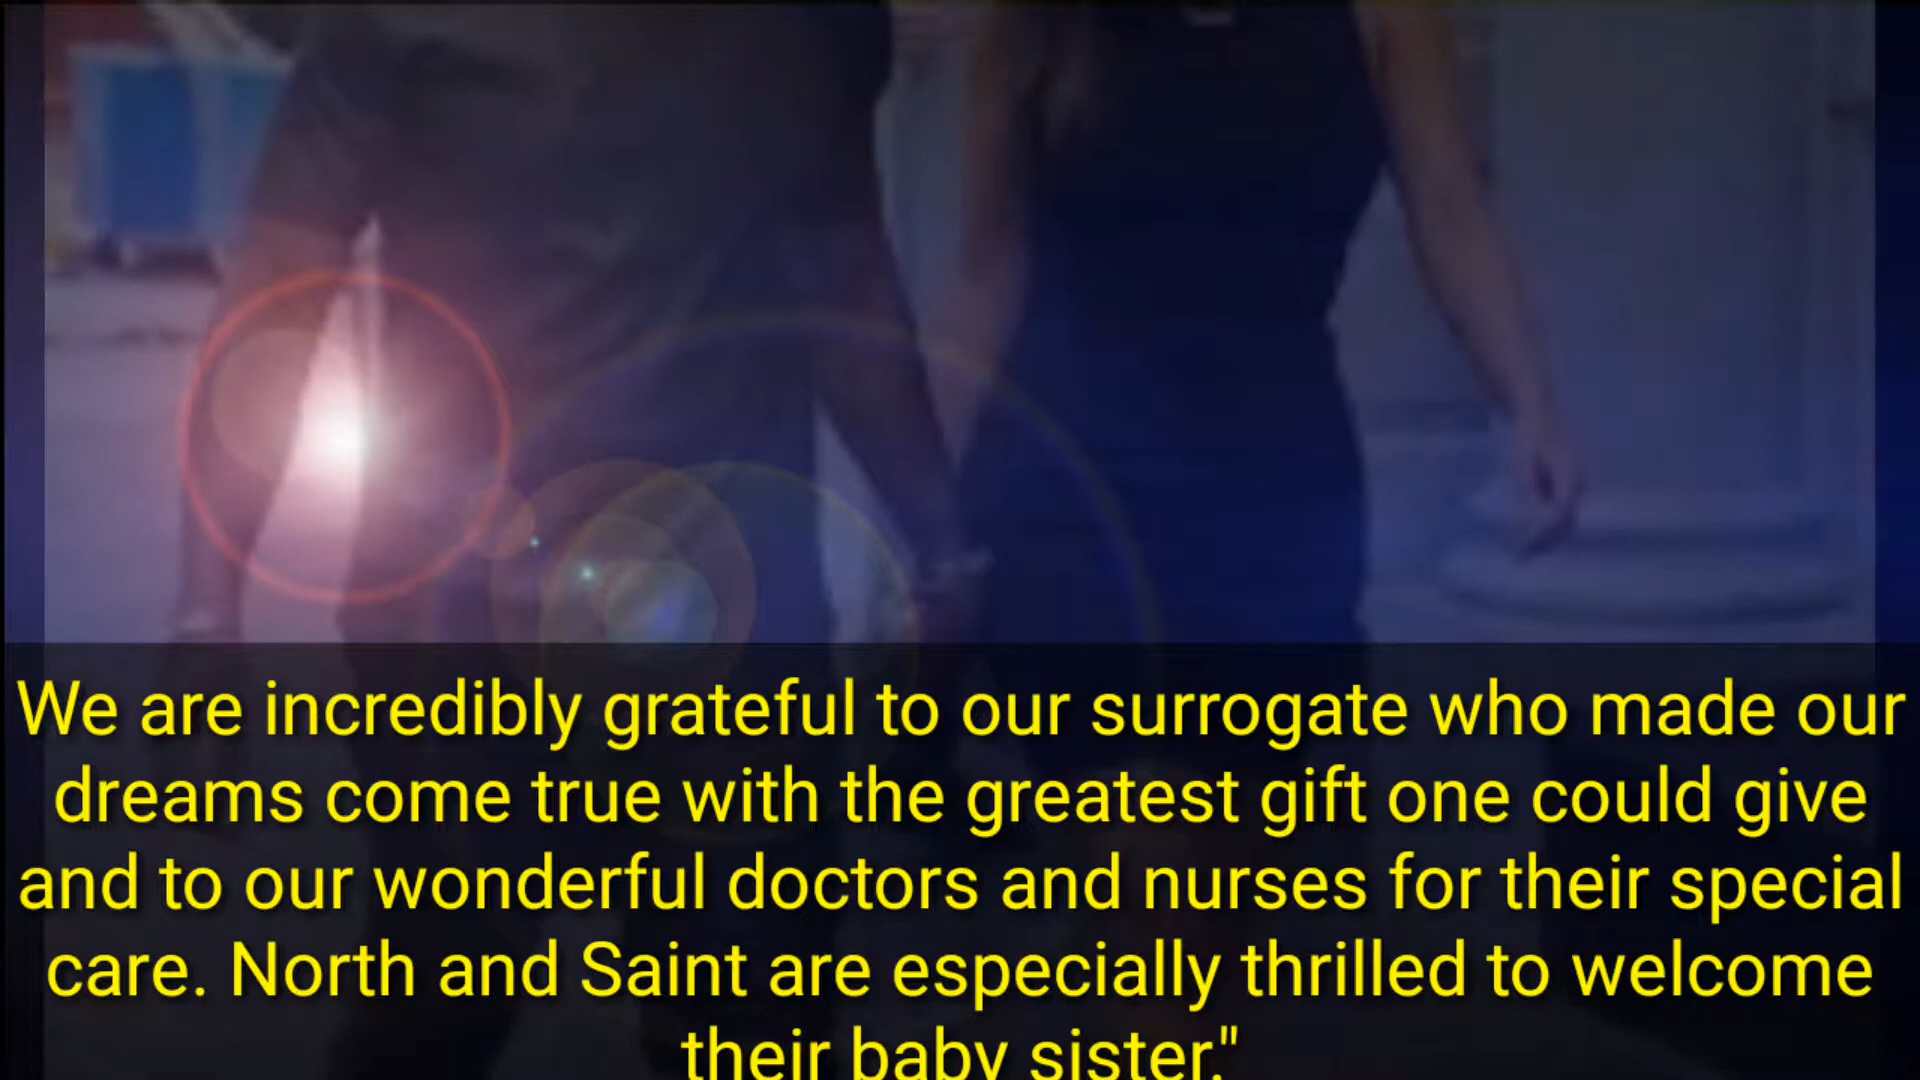 We are incredibly grateful to our surrogate who made our
dreams come true with the greatest gift one could give
and to our wonderful doctors and nurses for their special
care. North and Saint are especially thrilled to welcome
their baby sister."